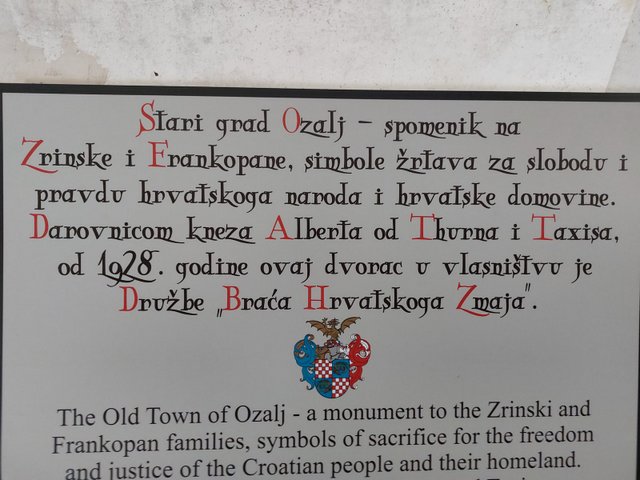 Stari grad Ozalj – spomenik na
Zrinske i Frankopane, simbole žrtava za slobodu i
pravdu hrvatskoga naroda i hrvatske domovine.
Darovnicom kneza Alberta od Thurna i Taxisa,
od 1928. godine ovaj dvorac u vlasništvu je
Družbe „Braća Hrvatskoga Zmaja".
The Old Town of Ozalj - a monument to the Zrinski and
Frankopan families, symbols of sacrifice for the freedom
and justice of the Croatian people and their homeland.